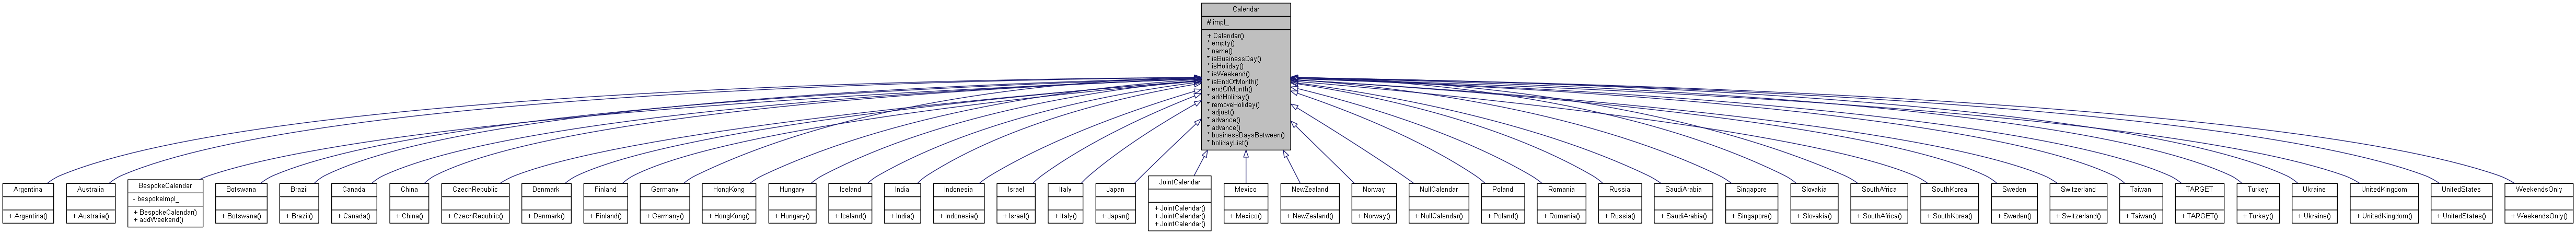 Calendar
# impl_
+ Calendar()
* empty()
* name()
* isBusinessDay()
* isHoliday()
* isWeekend()
* isEndOfMonth()
* endOfMonth()
* addHoliday()
* removeHoliday()
* adjust()
* advance()
* advance()
* businessDaysBetween()
* holidayList()
Argentina
+ Argentina()
Australia
+ Australia()
BespokeCalendar
- bespokeImpl_
+ BespokeCalendar()
+ addWeekend()
Botswana
+ Botswana()
Brazil
+ Brazil()
Canada
+ Canada()
China
+ China()
CzechRepublic
+ CzechRepublic()
Denmark
+ Denmark()
Finland
+ Finland()
Germany
+ Germany()
HongKong
+ HongKong()
Hungary
+ Hungary()
Iceland
+ Iceland()
India
+ India()
Indonesia
+ Indonesia()
Israel
+ Israel()
Italy
+ Italy()
Japan
+ Japan()
JointCalendar
+ JointCalendar()
+ JointCalendar()
+ JointCalendar()
Mexico
+ Mexico()
NewZealand
+ NewZealand()
Norway
+ Norway()
NullCalendar
+ NullCalendar()
Poland
+ Poland()
Romania
+ Romania()
Russia
+ Russia()
SaudiArabia
+ SaudiArabia()
Singapore
+ Singapore()
Slovakia
+ Slovakia()
SouthAfrica
+ SouthAfrica()
SouthKorea
+ SouthKorea()
Sweden
+ Sweden()
Switzerland
+ Switzerland()
Taiwan
+ Taiwan()
TARGET
+ TARGET()
Turkey
+ Turkey()
Ukraine
+ Ukraine()
UnitedKingdom
+ UnitedKingdom()
UnitedStates
+ UnitedStates()
WeekendsOnly
+ WeekendsOnly()